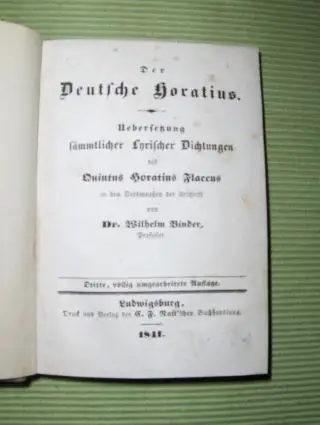 Der
Deutsche Horatius.
Uebersetzung
sämmtlicher Lyrischer Dichtungen
des
Quintus Horatius Flaccus
in den Versmaassen der Urschrift
von
Dr. Wilhelm Binder,
Professor
Dritte, völlig umgearbeitete Auflage.
Ludwigsburg,
Druck und Verlag der C. F. Nast'schen Buchhandlung.
1841.